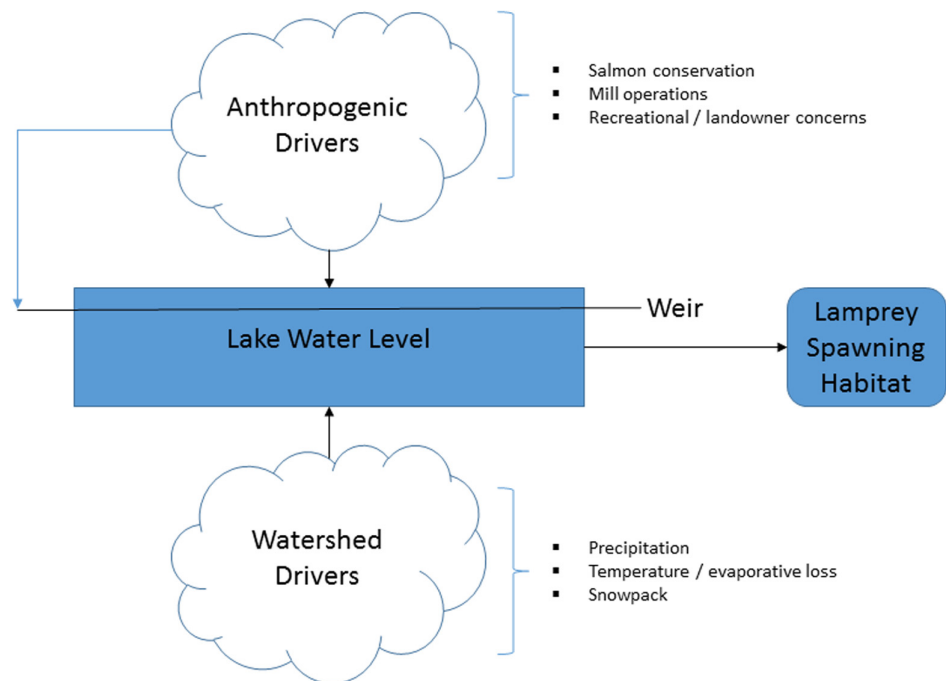 Anthropogenic
Drivers
▪ Salmon conservation
▪ Mill operations
▪ Recreational / landowner concerns
Weir
Lake Water Level
Lamprey
Spawning
Habitat
Watershed
Drivers
▪ Precipitation
▪ Temperature / evaporative loss
▪ Snowpack